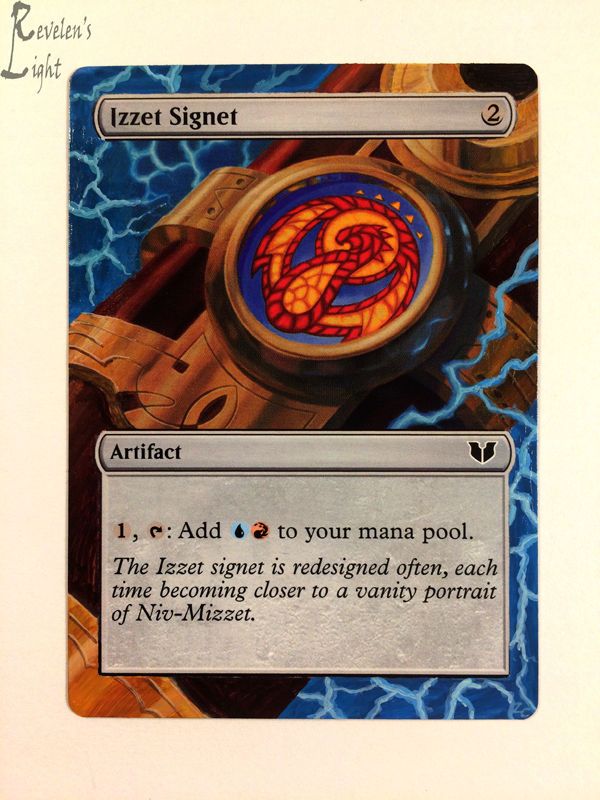 Revelen's
Light
Izzet Signet
2
Artifact
1, : Add to your mana pool.
The Izzet signet is redesigned often, each
time becoming closer to a vanity portrait
of Niv-Mizzet.